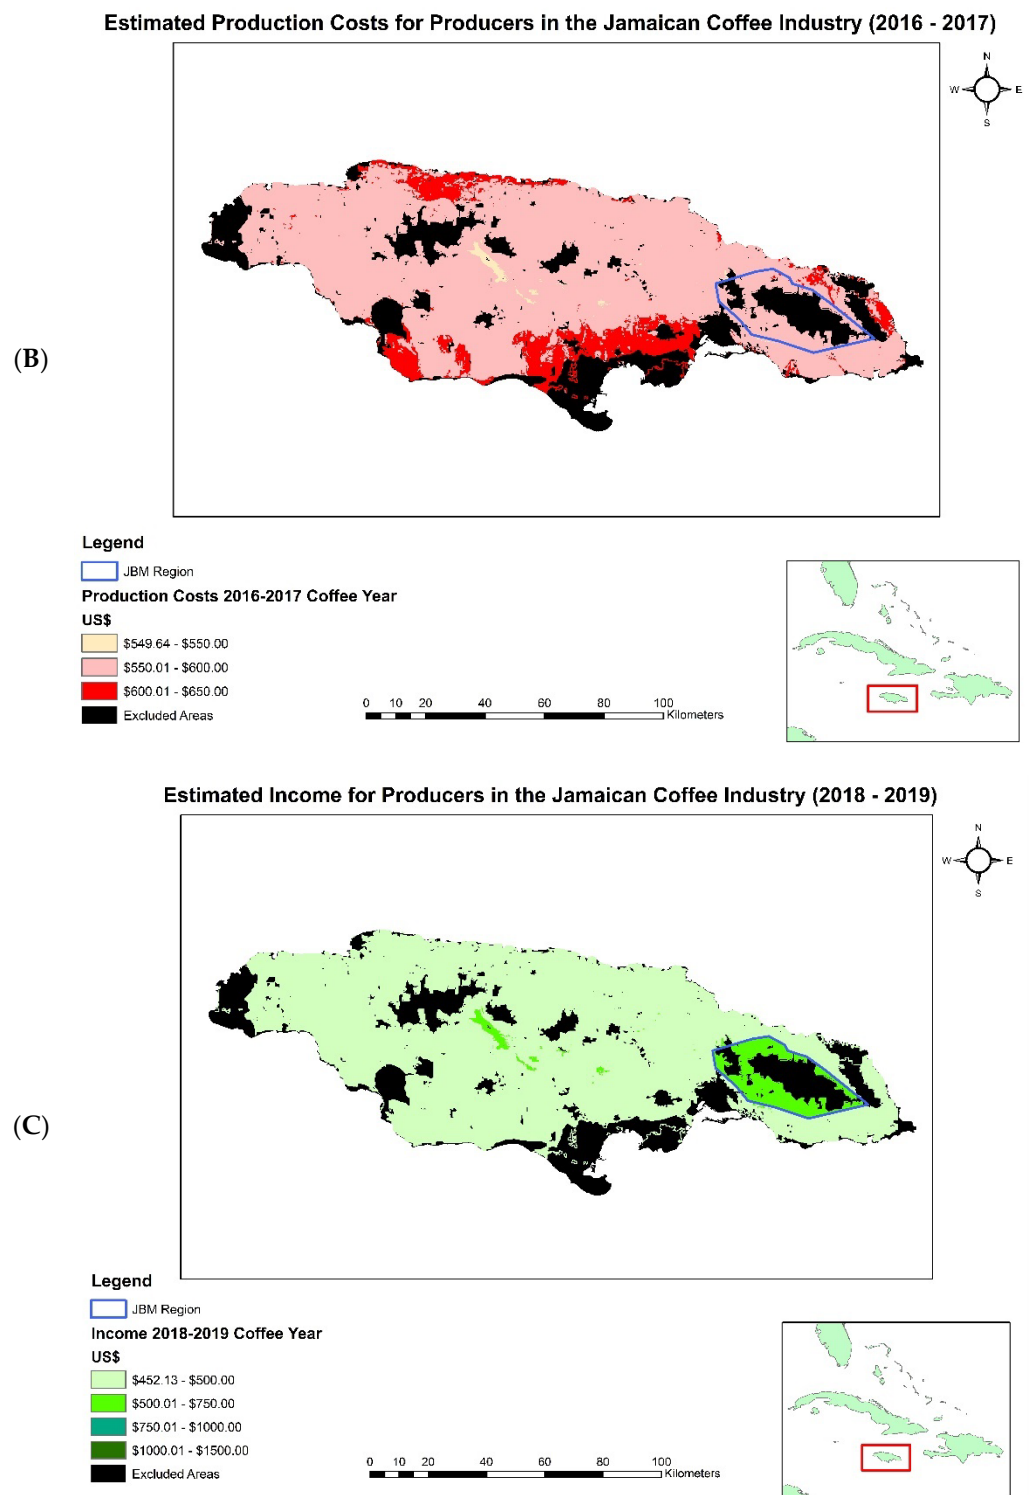 Estimated Production Costs for Producers in the Jamaican Coffee Industry (2016 - 2017)
N
W E
S
(B)
Legend
JBM Region
Production Costs 2016-2017 Coffee Year
US$
$549.64 - $550.00
$550.01 - $600.00
$600.01 - $650.00
Excluded Areas
0 10 20 40 60 80 100
Kilometers
Estimated Income for Producers in the Jamaican Coffee Industry (2018 - 2019)
N
W E
S
(C)
Legend
JBM Region
Income 2018-2019 Coffee Year
US$
$452.13 - $500.00
$500.01 - $750.00
$750.01 - $1000.00
$1000.01 - $1500.00
Excluded Areas
0 10 20 40 60 80 100
Kilometers